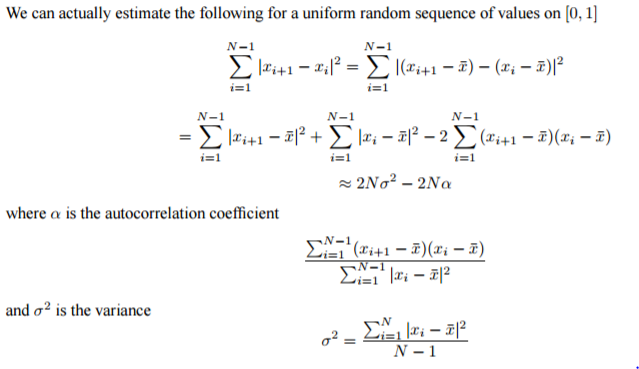 We can actually estimate the following for a uniform random sequence of values on [0, 1]
\sum_{i=1}^{N-1} |x_{i+1} - x_i|^2 = \sum_{i=1}^{N-1} |(x_{i+1} - \bar{x}) - (x_i - \bar{x})|^2
= \sum_{i=1}^{N-1} |x_{i+1} - \bar{x}|^2 + \sum_{i=1}^{N-1} |x_i - \bar{x}|^2 - 2 \sum_{i=1}^{N-1} (x_{i+1} - \bar{x})(x_i - \bar{x})
\approx 2N\sigma^2 - 2N\alpha
where \alpha is the autocorrelation coefficient
\frac{\sum_{i=1}^{N-1} (x_{i+1} - \bar{x})(x_i - \bar{x})}{\sum_{i=1}^{N-1} |x_i - \bar{x}|^2}
and \sigma^2 is the variance
\sigma^2 = \frac{\sum_{i=1}^{N} |x_i - \bar{x}|^2}{N - 1}
.